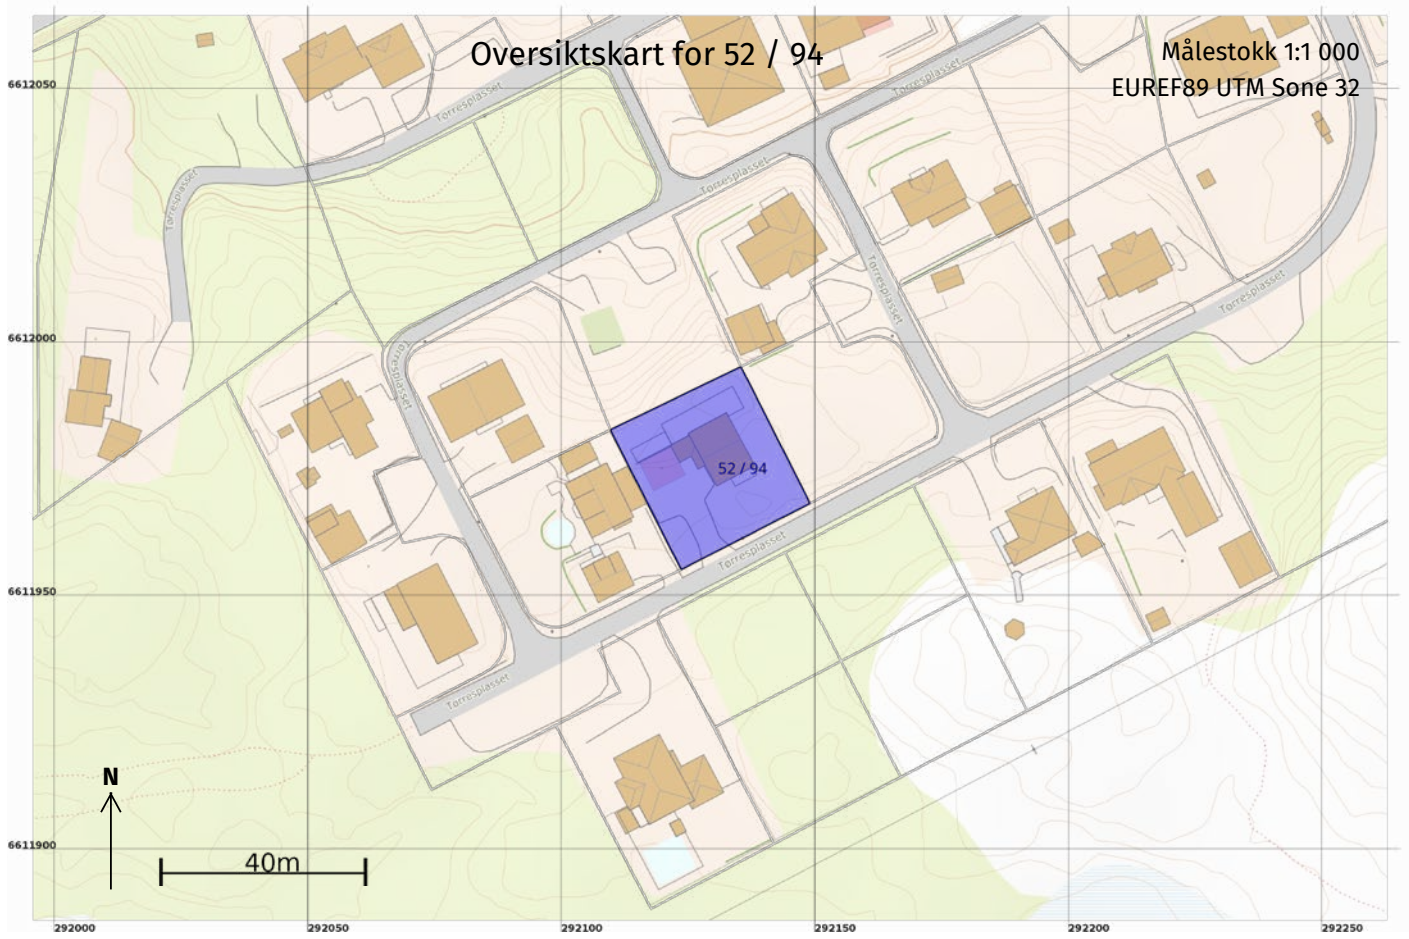 Oversiktskart for 52 / 94
Målestokk 1:1 000
EUREF89 UTM Sone 32
6612050
Torresplasset
Torresplasset
Torresplasset
Torresplasset
Torresplasset
Torresplasset
6612000
Torresplasset
52 / 94
Torresplasset
6611950
Torresplasset
N
40m
6611900
292000
292050
292100
292150
292200
292250